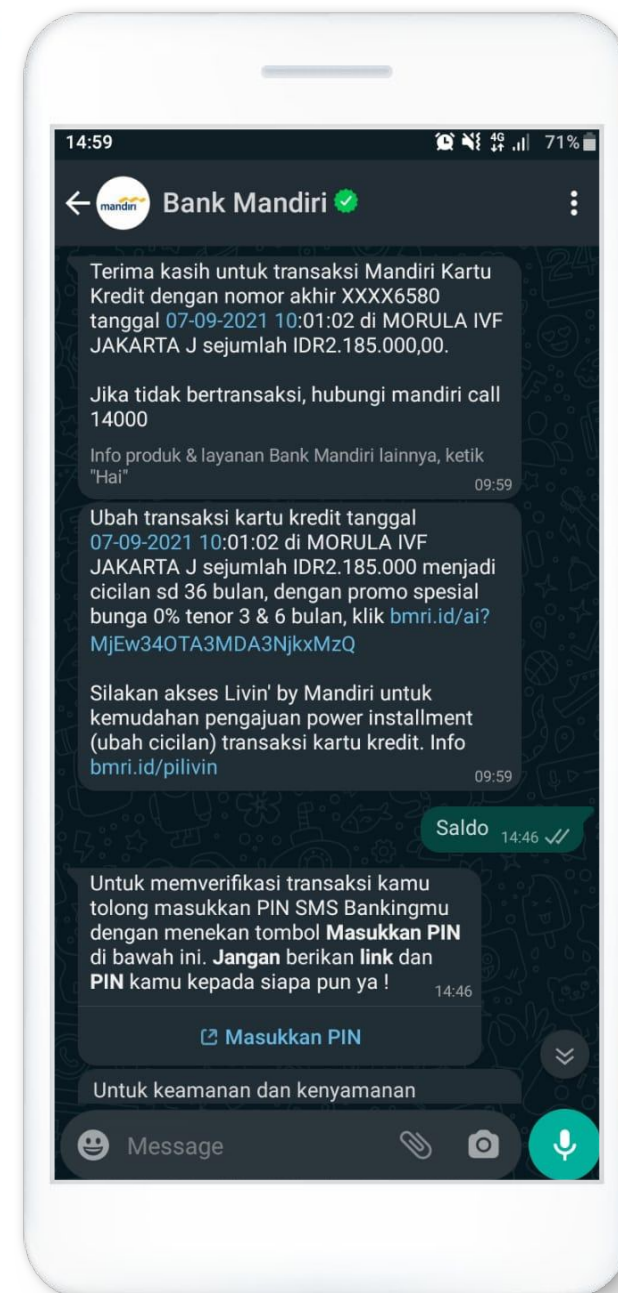 14:59
4G
71%
mandiri
Bank Mandiri
Terima kasih untuk transaksi Mandiri Kartu
Kredit dengan nomor akhir XXXX6580
tanggal 07-09-2021 10:01:02 di MORULA IVF
JAKARTA J sejumlah IDR2.185.000,00.
Jika tidak bertransaksi, hubungi mandiri call
14000
Info produk & layanan Bank Mandiri lainnya, ketik
"Hai"
09:59
Ubah transaksi kartu kredit tanggal
07-09-2021 10:01:02 di MORULA IVF
JAKARTA J sejumlah IDR2.185.000 menjadi
cicilan sd 36 bulan, dengan promo spesial
bunga 0% tenor 3 & 6 bulan, klik bmri.id/ai?
MjEw34OTA3MDA3NjkxMzQ
Silakan akses Livin' by Mandiri untuk
kemudahan pengajuan power installment
(ubah cicilan) transaksi kartu kredit. Info
bmri.id/pilivin
09:59
Saldo 14:46
Untuk memverifikasi transaksi kamu
tolong masukkan PIN SMS Bankingmu
dengan menekan tombol Masukkan PIN
di bawah ini. Jangan berikan link dan
PIN kamu kepada siapa pun ya !
14:46
Masukkan PIN
Untuk keamanan dan kenyamanan
Message